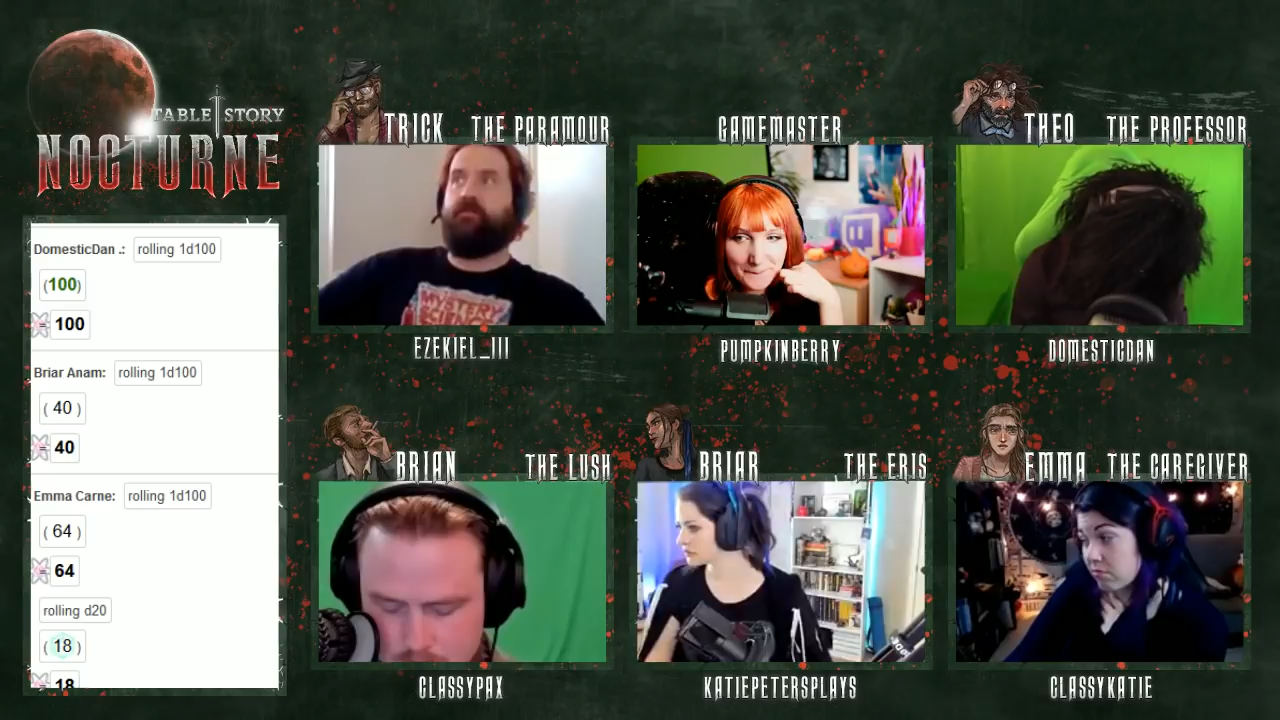 TABLE STORY
NOCTURNE
DomesticDan .: rolling 1d100
(100)
= 100
Briar Anam: rolling 1d100
( 40 )
= 40
Emma Carne: rolling 1d100
( 64 )
= 64
rolling d20
( 18 )
= 18
TRICK THE PARAMOUR
MYSTERY
EZEKIEL_III
GAMEMASTER
PUMPKINBERRY
THEO THE PROFESSOR
DOMESTICDAN
BRIAN THE LUSH
CLASSYPAX
BRIAR THE ERIS
KATIEPETERSPLAYS
EMMA THE CAREGIVER
CLASSYKATIE